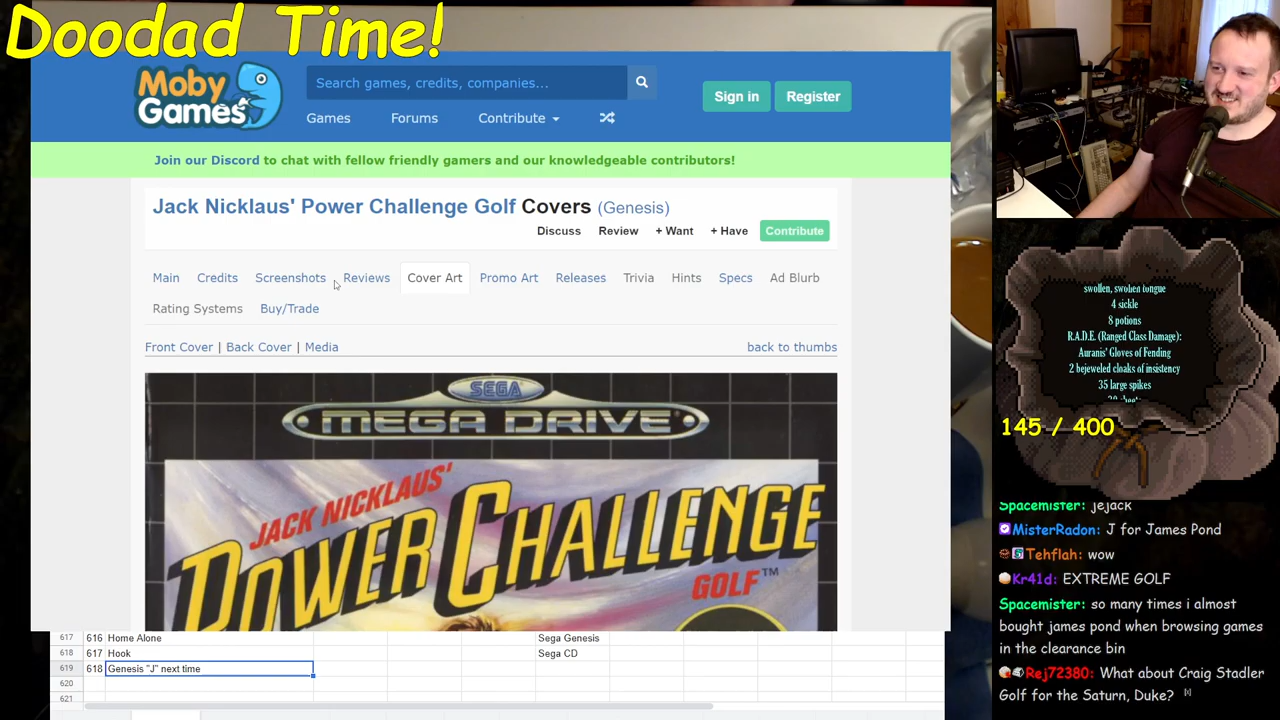 Doodad Time!
Moby Games
Search games, credits, companies...
Sign in
Register
Games
Forums
Contribute
Join our Discord to chat with fellow friendly gamers and our knowledgeable contributors!
Jack Nicklaus' Power Challenge Golf Covers (Genesis)
Discuss
Review
+ Want
+ Have
Contribute
Main
Credits
Screenshots
Reviews
Cover Art
Promo Art
Releases
Trivia
Hints
Specs
Ad Blurb
Rating Systems
Buy/Trade
Front Cover | Back Cover | Media
back to thumbs
SEGA
MEGA DRIVE
JACK NICKLAUS'
POWER CHALLENGE
GOLF™
617 616 Home Alone Sega Genesis
618 617 Hook Sega CD
619 618 Genesis "J" next time
620
621
swollen, swollen tongue
4 sickle
8 potions
R.A.D.E. (Ranged Class Damage):
Auranis' Gloves of Fending
2 bejeweled cloaks of insistency
35 large spikes
145 / 400
Spacemister: jejack
MisterRadon: J for James Pond
Tehflah: wow
Kr41d: EXTREME GOLF
Spacemister: so many times i almost
bought james pond when browsing games
in the clearance bin
Rej72380: What about Craig Stadler
Golf for the Saturn, Duke?